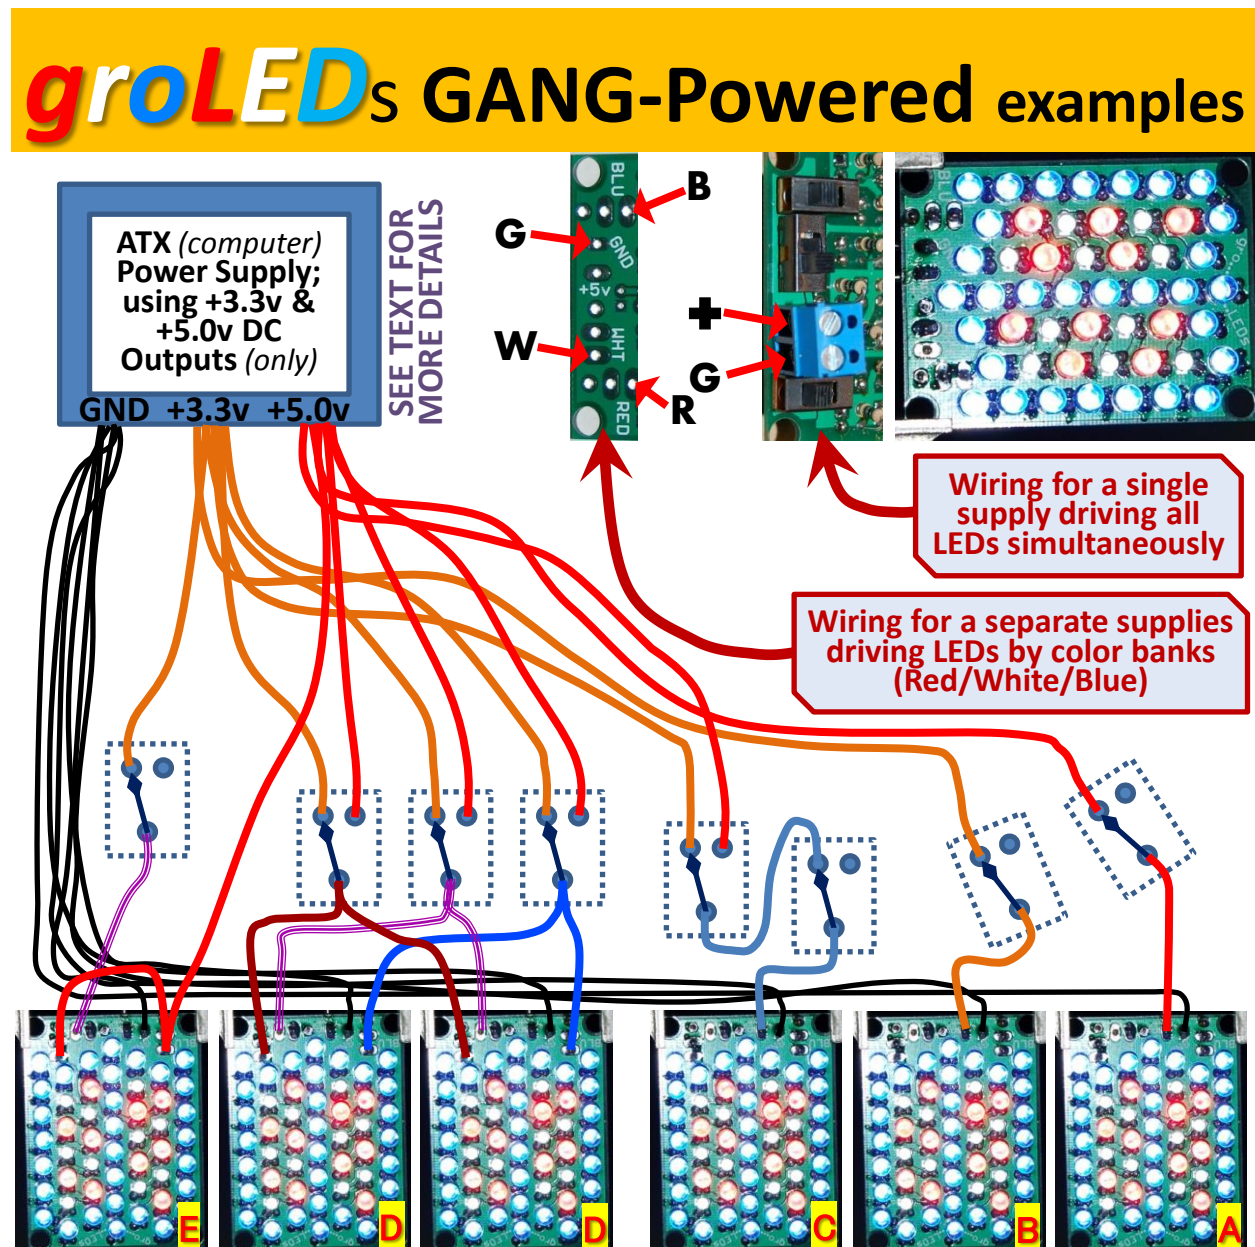 groLEDs GANG-Powered examples
ATX (computer)
Power Supply;
using +3.3v &
+5.0v DC
Outputs (only)
GND +3.3v +5.0v
SEE TEXT FOR
MORE DETAILS
BLU
B
G
GND
+5v
W
WHT
R
RED
+
G
BLU
Wiring for a single
supply driving all
LEDs simultaneously
Wiring for a separate supplies
driving LEDs by color banks
(Red/White/Blue)
E
D
D
C
B
A